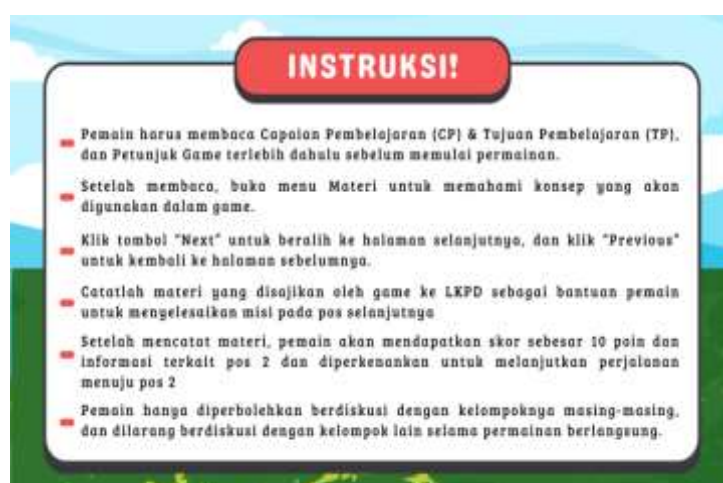 INSTRUKSI!
Pemain harus membaca Capaian Pembelajaran (CP) & Tujuan Pembelajaran (TP),
dan Petunjuk Game terlebih dahulu sebelum memulai permainan.
Setelah membaca, buka menu Materi untuk memahami konsep yang akan
digunakan dalam game.
Klik tombol "Next" untuk beralih ke halaman selanjutnya, dan klik "Previous"
untuk kembali ke halaman sebelumnya.
Catatlah materi yang disajikan oleh game ke LKPD sebagai bantuan pemain
untuk menyelesaikan misi pada pos selanjutnya
Setelah mencatat materi, pemain akan mendapatkan skor sebesar 10 poin dan
informasi terkait pos 2 dan diperkenankan untuk melanjutkan perjalanan
menuju pos 2
Pemain hanya diperbolehkan berdiskusi dengan kelompoknya masing-masing,
dan dilarang berdiskusi dengan kelompok lain selama permainan berlangsung.